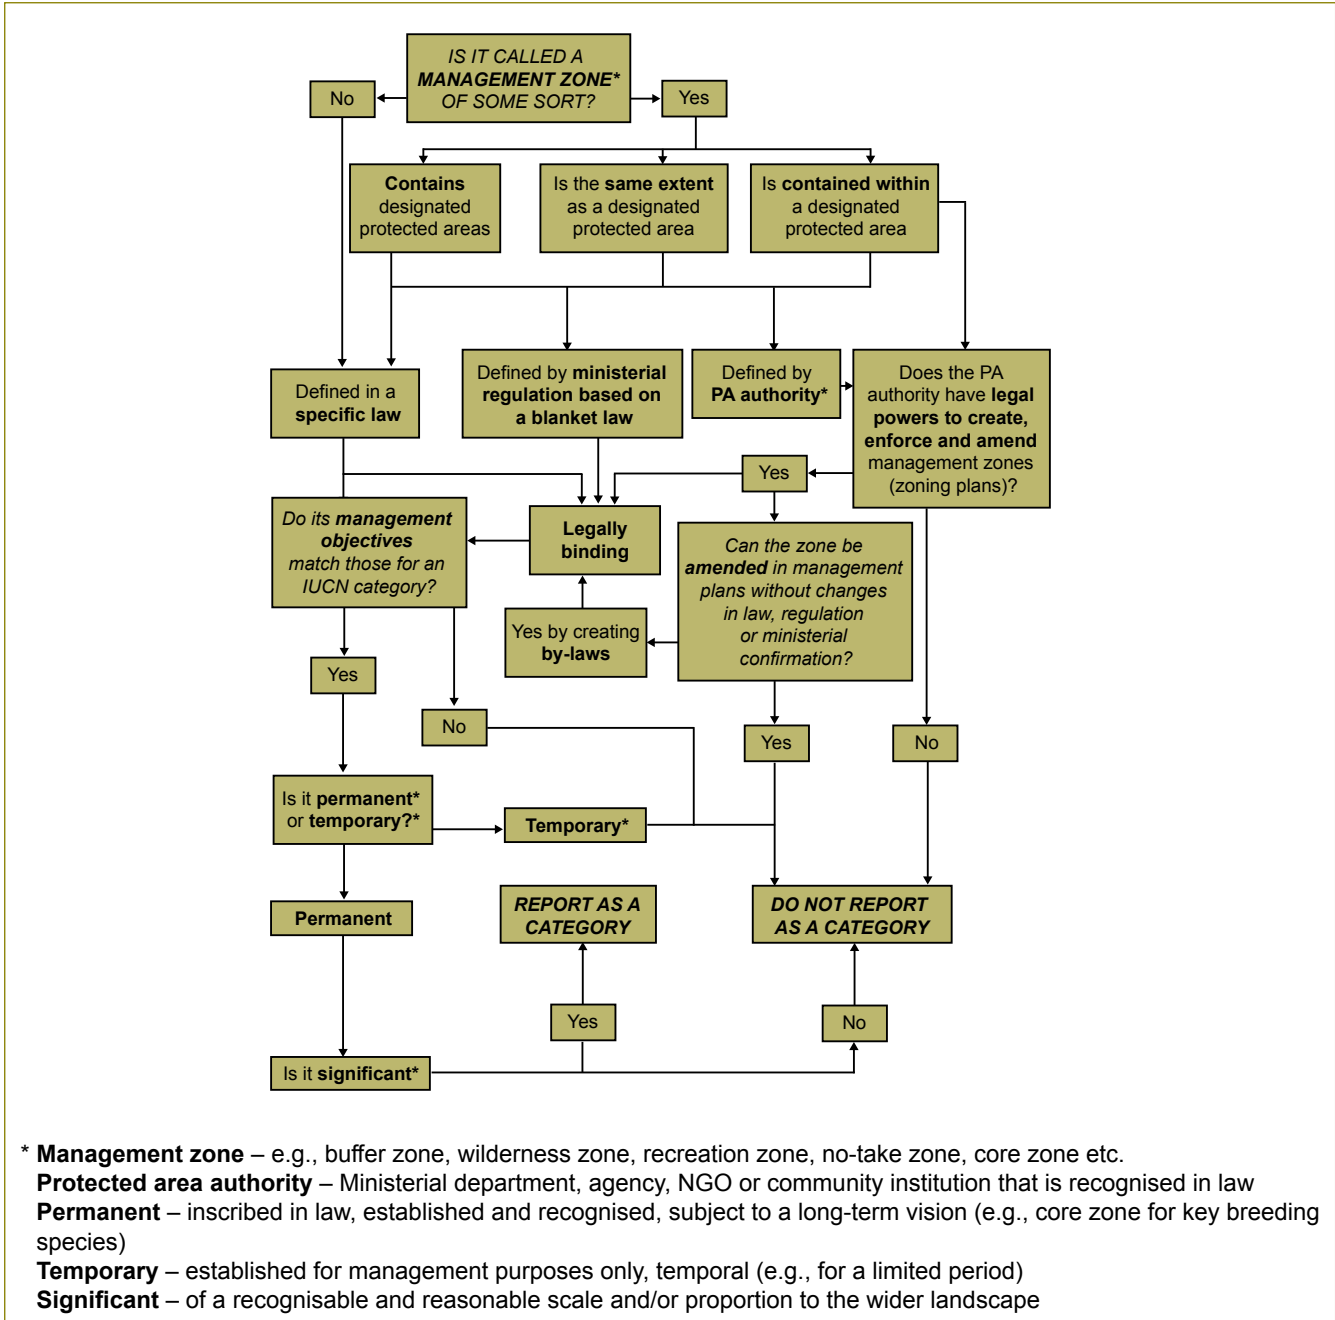 IS IT CALLED A
MANAGEMENT ZONE*
OF SOME SORT?
No
Yes
Contains
designated
protected areas
Is the same extent
as a designated
protected area
Is contained within
a designated
protected area
Defined in a
specific law
Defined by ministerial
regulation based on
a blanket law
Defined by
PA authority*
Does the PA
authority have legal
powers to create,
enforce and amend
management zones
(zoning plans)?
Yes
Do its management
objectives
match those for an
IUCN category?
Legally
binding
Can the zone be
amended in management
plans without changes
in law, regulation
or ministerial
confirmation?
Yes by creating
by-laws
Yes
No
Yes
No
Is it permanent*
or temporary?*
Temporary*
Permanent
REPORT AS A
CATEGORY
DO NOT REPORT
AS A CATEGORY
Yes
No
Is it significant*
* Management zone – e.g., buffer zone, wilderness zone, recreation zone, no-take zone, core zone etc.
Protected area authority – Ministerial department, agency, NGO or community institution that is recognised in law
Permanent – inscribed in law, established and recognised, subject to a long-term vision (e.g., core zone for key breeding
species)
Temporary – established for management purposes only, temporal (e.g., for a limited period)
Significant – of a recognisable and reasonable scale and/or proportion to the wider landscape